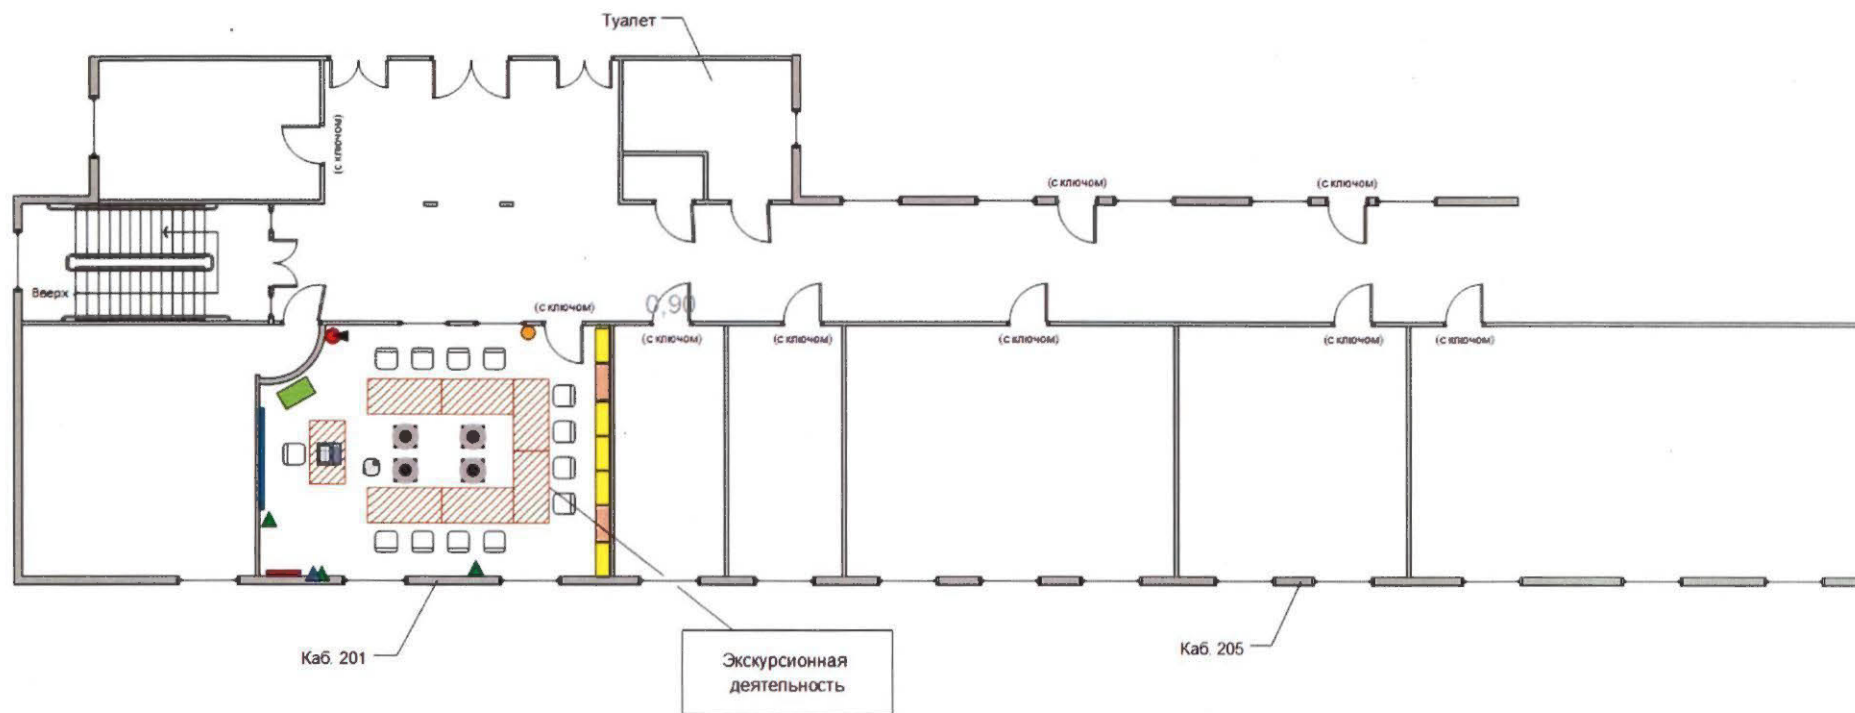 Туалет
(с ключом)
(с ключом)
(с ключом)
Вверх
(с ключом)
0,90
(с ключом)
(с ключом)
(с ключом)
(с ключом)
(с ключом)
Каб. 201
Каб. 205
Экскурсионная
деятельность